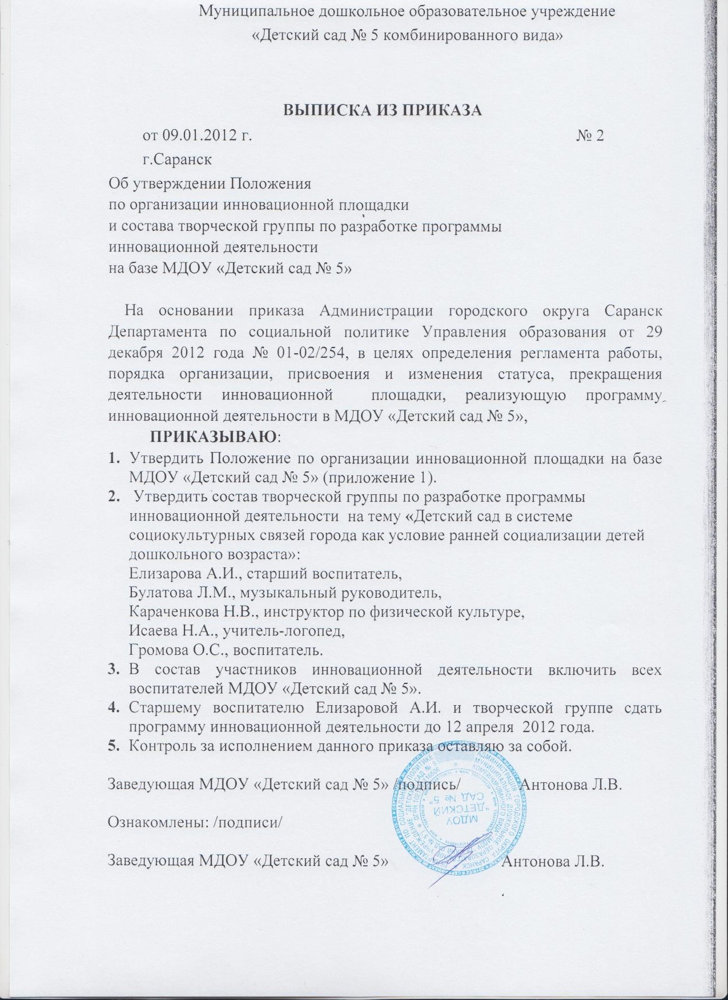 Муниципальное дошкольное образовательное учреждение
«Детский сад № 5 комбинированного вида»
ВЫПИСКА ИЗ ПРИКАЗА
от 09.01.2012 г. № 2
г.Саранск
Об утверждении Положения
по организации инновационной площадки
и состава творческой группы по разработке программы
инновационной деятельности
на базе МДОУ «Детский сад № 5»
На основании приказа Администрации городского округа Саранск
Департамента по социальной политике Управления образования от 29
декабря 2012 года № 01-02/254, в целях определения регламента работы,
порядка организации, присвоения и изменения статуса, прекращения
деятельности инновационной площадки, реализующую программу
инновационной деятельности в МДОУ «Детский сад № 5»,
ПРИКАЗЫВАЮ:
1. Утвердить Положение по организации инновационной площадки на базе
МДОУ «Детский сад № 5» (приложение 1).
2. Утвердить состав творческой группы по разработке программы
инновационной деятельности на тему «Детский сад в системе
социокультурных связей города как условие ранней социализации детей
дошкольного возраста»:
Елизарова А.И., старший воспитатель,
Булатова Л.М., музыкальный руководитель,
Караченкова Н.В., инструктор по физической культуре,
Исаева Н.А., учитель-логопед,
Громова О.С., воспитатель.
3. В состав участников инновационной деятельности включить всех
воспитателей МДОУ «Детский сад № 5».
4. Старшему воспитателю Елизаровой А.И. и творческой группе сдать
программу инновационной деятельности до 12 апреля 2012 года.
5. Контроль за исполнением данного приказа оставляю за собой.
Заведующая МДОУ «Детский сад № 5» /подпись/ Антонова Л.В.
Ознакомлены: /подписи/
Заведующая МДОУ «Детский сад № 5» Антонова Л.В.
МДОУ
"ДЕТСКИЙ
САД № 5"